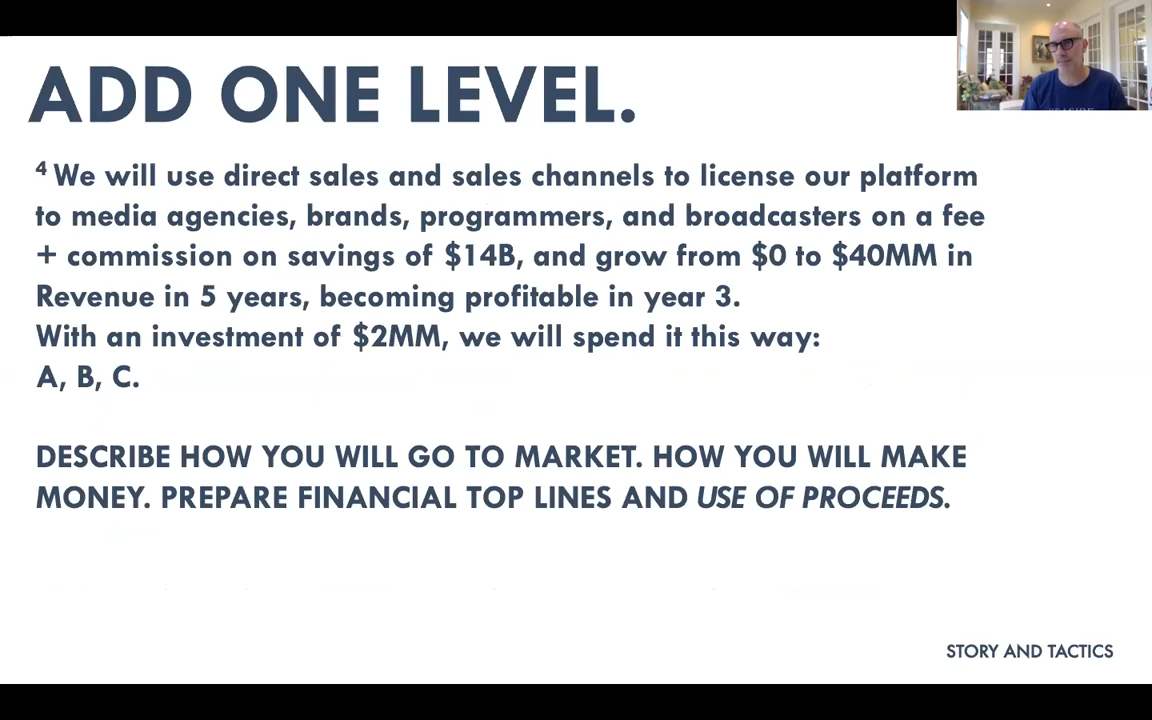 ADD ONE LEVEL.
⁴ We will use direct sales and sales channels to license our platform
to media agencies, brands, programmers, and broadcasters on a fee
+ commission on savings of $14B, and grow from $0 to $40MM in
Revenue in 5 years, becoming profitable in year 3.
With an investment of $2MM, we will spend it this way:
A, B, C.
DESCRIBE HOW YOU WILL GO TO MARKET. HOW YOU WILL MAKE
MONEY. PREPARE FINANCIAL TOP LINES AND USE OF PROCEEDS.
STORY AND TACTICS